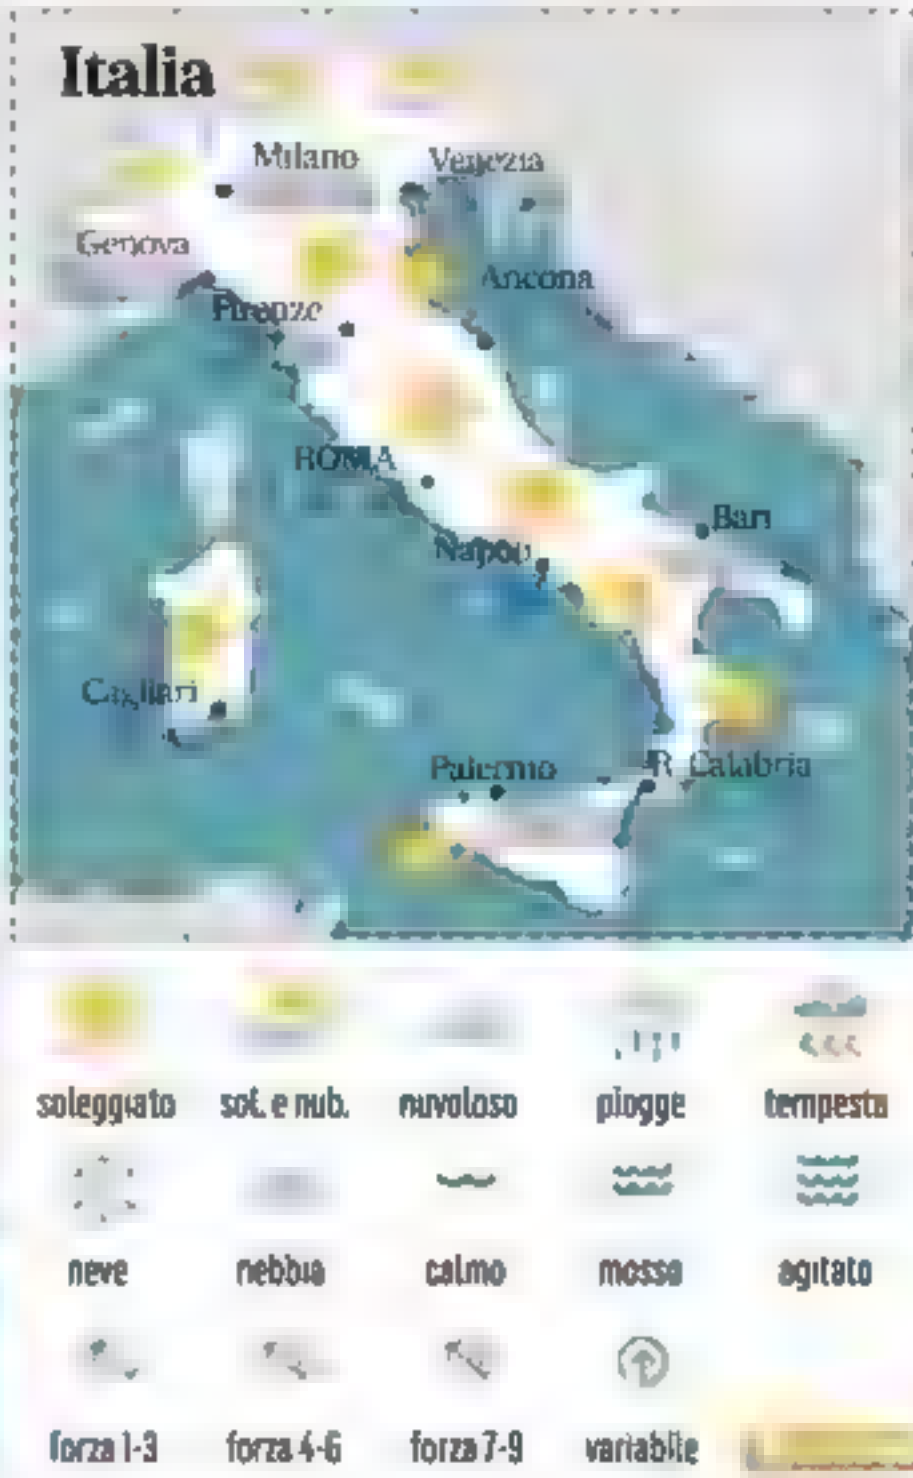 Italia
Milano
Venezia
Genova
Ancona
Firenze
ROMA
Bari
Napoli
Cagliari
Palermo
R. Calabria
soleggiato sol. e nub. nuvoloso piogge tempesta
neve nebbia calmo mosso agitato
forza 1-3 forza 4-6 forza 7-9 variabile